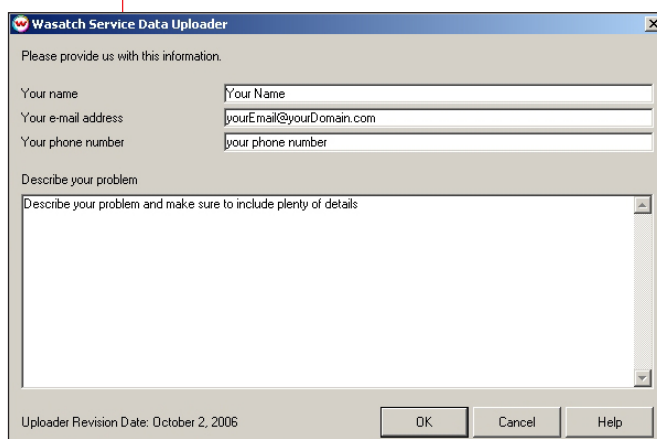 Wasatch Service Data Uploader
Please provide us with this information.
Your name Your Name
Your e-mail address yourEmail@yourDomain.com
Your phone number your phone number
Describe your problem
Describe your problem and make sure to include plenty of details
Uploader Revision Date: October 2, 2006 OK Cancel Help